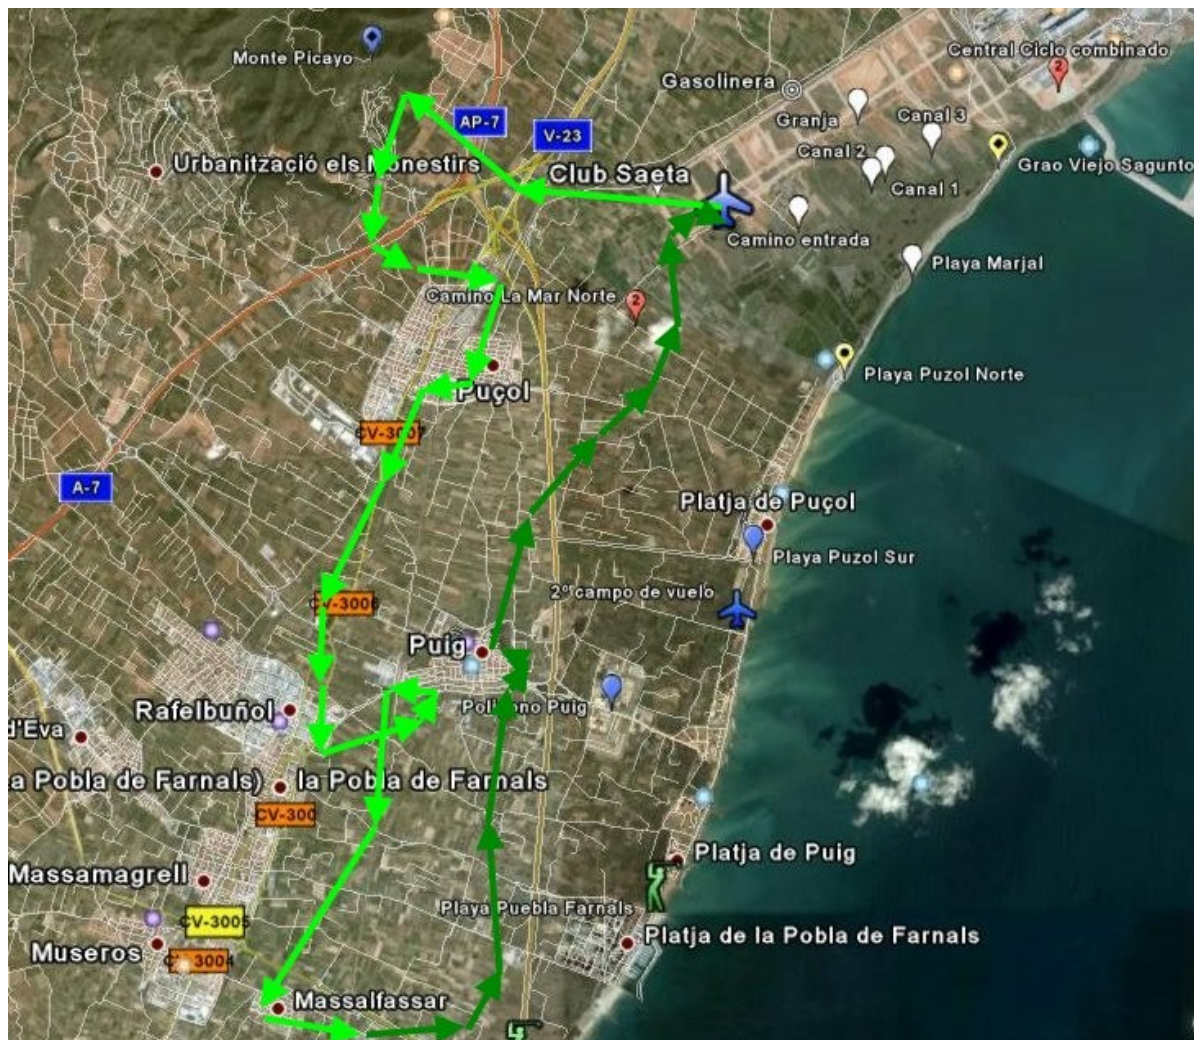 Central Ciclo combinado
2
Monte Picayo
Gasolinera
AP-7
V-23
Granja
Canal 3
Canal 2
Urbanització els Monestirs
Club Saeta
Grao Viejo Sagunto
Canal 1
Camino entrada
Playa Marjal
Camino La Mar Norte
2
Playa Puzol Norte
Puçol
CV-3007
A-7
Platja de Puçol
Playa Puzol Sur
2º campo de vuelo
CV-3006
Puig
Rafelbuñol
Poligono Puig
d'Eva
a Pobla de Farnals)
la Pobla de Farnals
CV-300
Platja de Puig
Massamagrell
Playa Puebla Farnals
CV-3005
Platja de la Pobla de Farnals
Museros
CV-3004
Massalfassar